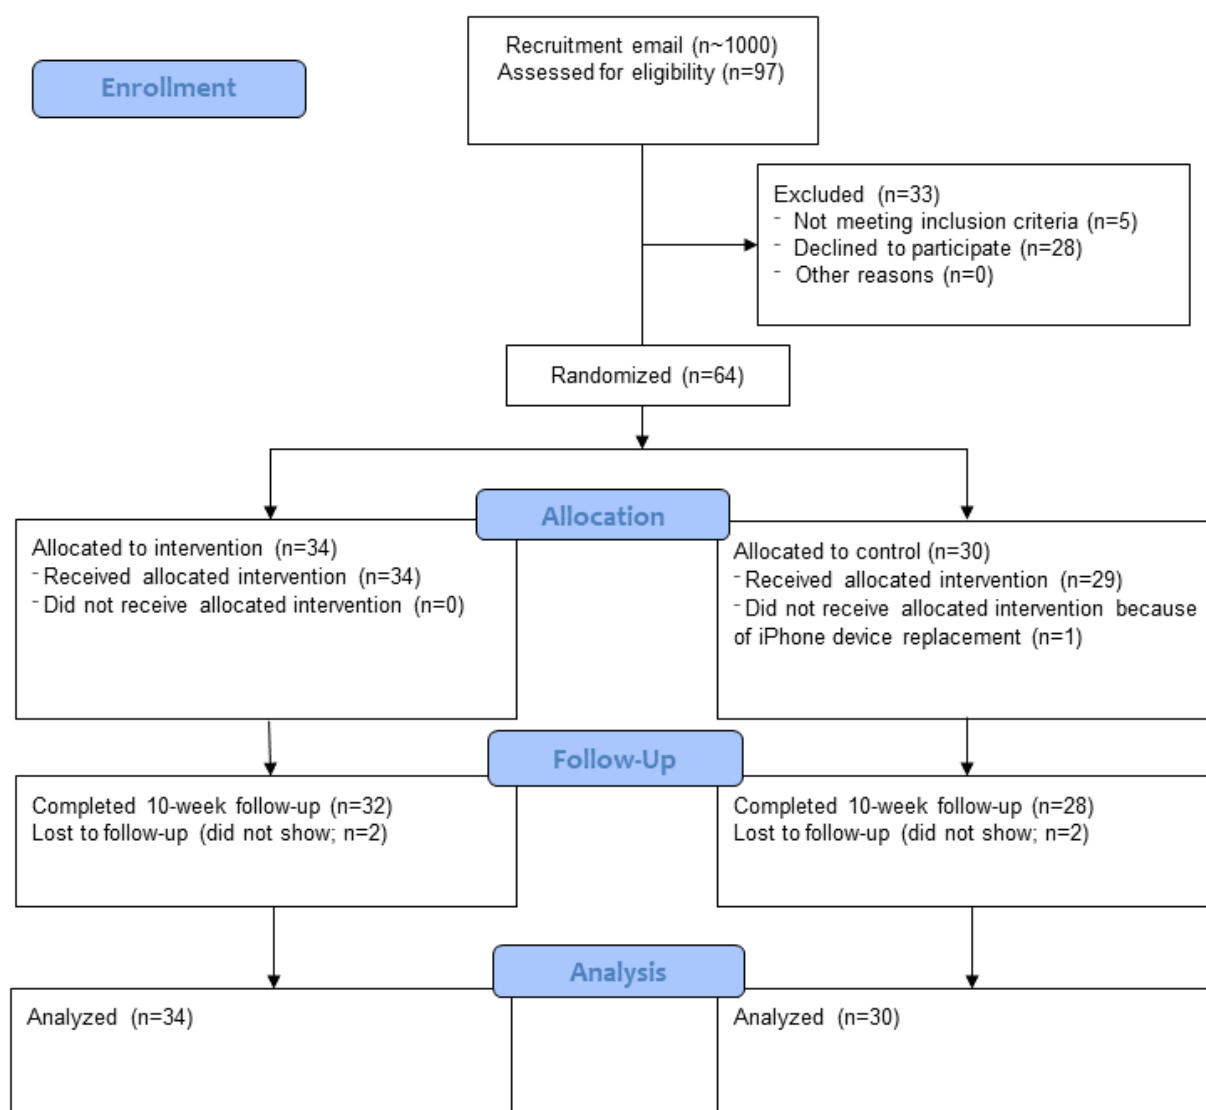 Recruitment email (n~1000)
Assessed for eligibility (n=97)
Enrollment
Excluded (n=33)
- Not meeting inclusion criteria (n=5)
- Declined to participate (n=28)
- Other reasons (n=0)
Randomized (n=64)
Allocation
Allocated to intervention (n=34)
- Received allocated intervention (n=34)
- Did not receive allocated intervention (n=0)
Allocated to control (n=30)
- Received allocated intervention (n=29)
- Did not receive allocated intervention because
of iPhone device replacement (n=1)
Follow-Up
Completed 10-week follow-up (n=32)
Lost to follow-up (did not show; n=2)
Completed 10-week follow-up (n=28)
Lost to follow-up (did not show; n=2)
Analysis
Analyzed (n=34)
Analyzed (n=30)